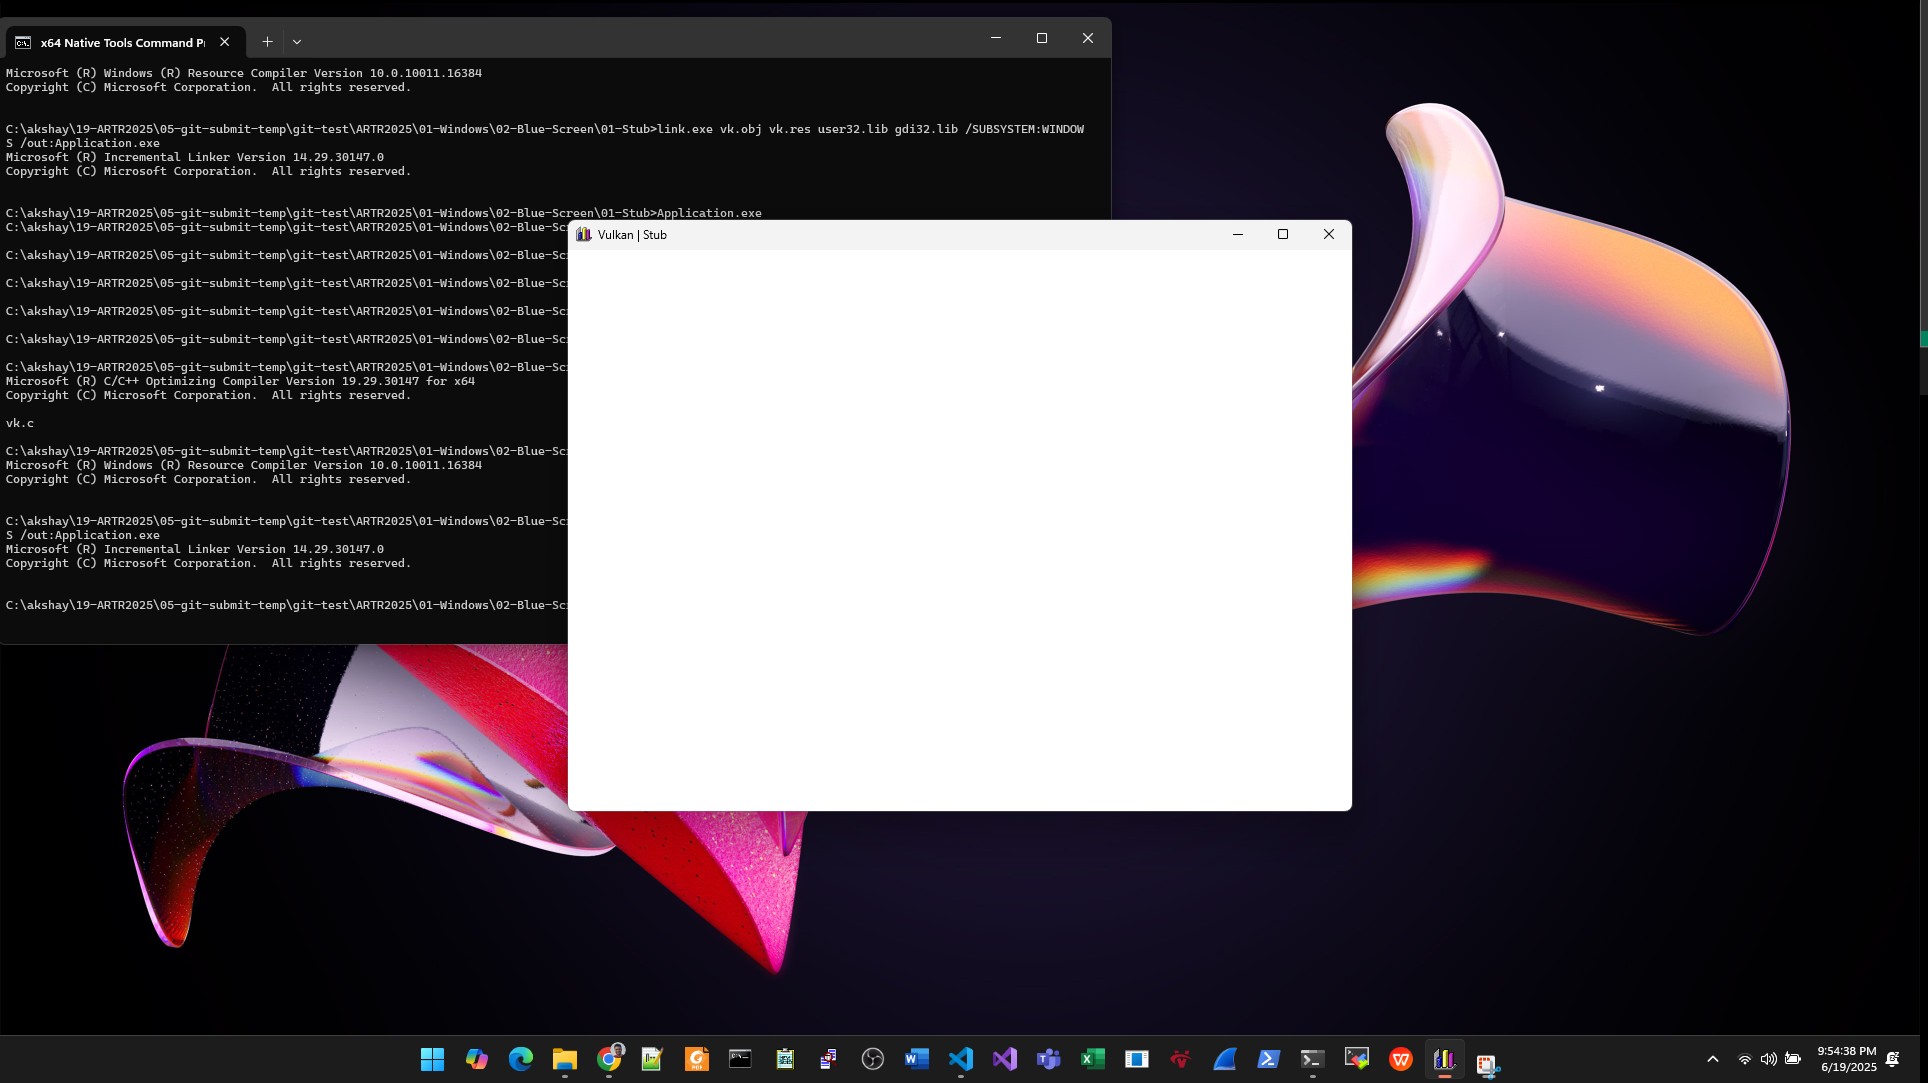 x64 Native Tools Command P
Microsoft (R) Windows (R) Resource Compiler Version 10.0.10011.16384
Copyright (C) Microsoft Corporation.  All rights reserved.
C:\akshay\19-ARTR2025\05-git-submit-temp\git-test\ARTR2025\01-Windows\02-Blue-Screen\01-Stub>link.exe vk.obj vk.res user32.lib gdi32.lib /SUBSYSTEM:WINDOW
S /out:Application.exe
Microsoft (R) Incremental Linker Version 14.29.30147.0
Copyright (C) Microsoft Corporation.  All rights reserved.
C:\akshay\19-ARTR2025\05-git-submit-temp\git-test\ARTR2025\01-Windows\02-Blue-Screen\01-Stub>Application.exe
C:\akshay\19-ARTR2025\05-git-submit-temp\git-test\ARTR2025\01-Windows\02-Blue-Sc
Vulkan | Stub
C:\akshay\19-ARTR2025\05-git-submit-temp\git-test\ARTR2025\01-Windows\02-Blue-Sc
C:\akshay\19-ARTR2025\05-git-submit-temp\git-test\ARTR2025\01-Windows\02-Blue-Sc
C:\akshay\19-ARTR2025\05-git-submit-temp\git-test\ARTR2025\01-Windows\02-Blue-Sc
C:\akshay\19-ARTR2025\05-git-submit-temp\git-test\ARTR2025\01-Windows\02-Blue-Sc
C:\akshay\19-ARTR2025\05-git-submit-temp\git-test\ARTR2025\01-Windows\02-Blue-Sc
Microsoft (R) C/C++ Optimizing Compiler Version 19.29.30147 for x64
Copyright (C) Microsoft Corporation.  All rights reserved.
vk.c
C:\akshay\19-ARTR2025\05-git-submit-temp\git-test\ARTR2025\01-Windows\02-Blue-Sc
Microsoft (R) Windows (R) Resource Compiler Version 10.0.10011.16384
Copyright (C) Microsoft Corporation.  All rights reserved.
C:\akshay\19-ARTR2025\05-git-submit-temp\git-test\ARTR2025\01-Windows\02-Blue-Sc
S /out:Application.exe
Microsoft (R) Incremental Linker Version 14.29.30147.0
Copyright (C) Microsoft Corporation.  All rights reserved.
C:\akshay\19-ARTR2025\05-git-submit-temp\git-test\ARTR2025\01-Windows\02-Blue-Sc
9:54:38 PM
6/19/2025